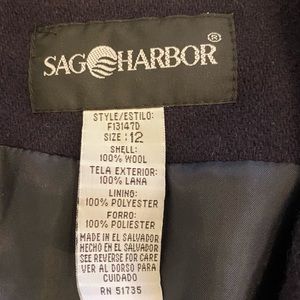 SAG HARBOR ®
STYLE/ESTILO:
F13147D
SIZE: 12
SHELL:
100% WOOL
TELA EXTERIOR:
100% LANA
LINING:
100% POLYESTER
FORRO:
100% POLIESTER
MADE IN EL SALVADOR
HECHO EN EL SALVADOR
SEE REVERSE FOR CARE
VER AL DORSO PARA
CUIDADO
RN 51735